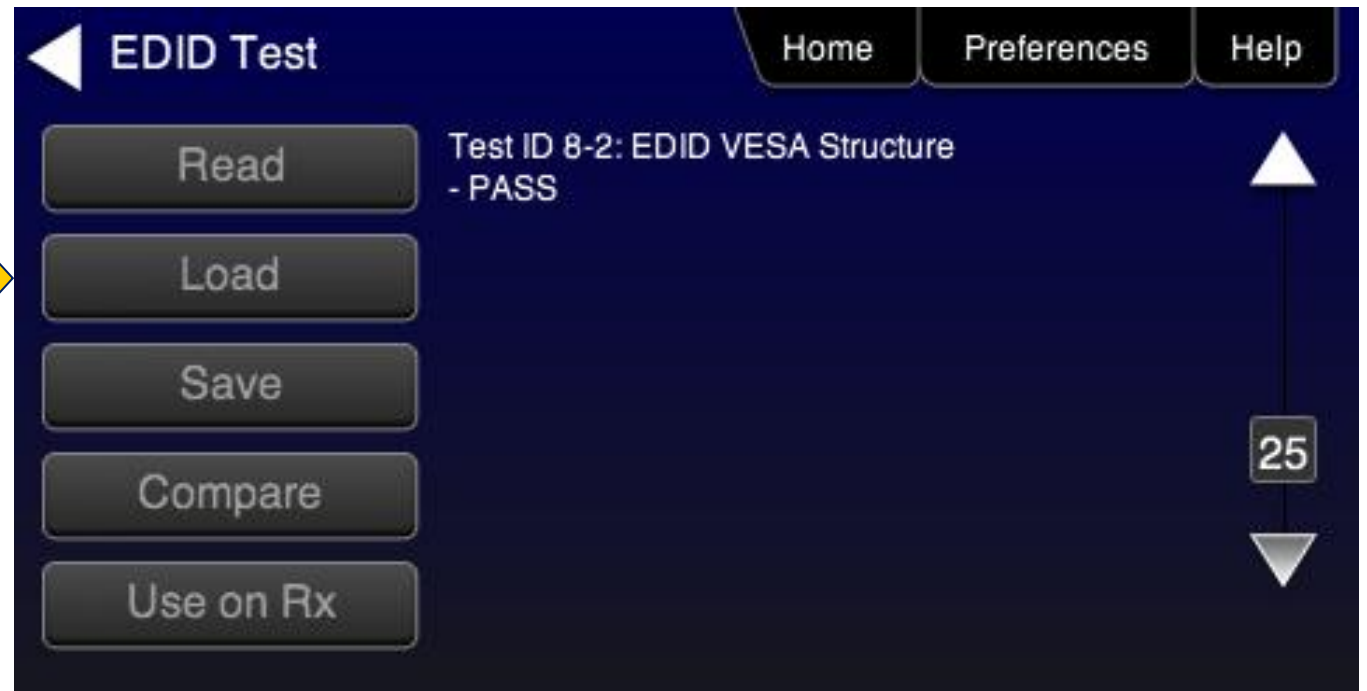 EDID Test
Home
Preferences
Help
Read
Test ID 8-2: EDID VESA Structure
- PASS
Load
Save
25
Compare
Use on Rx